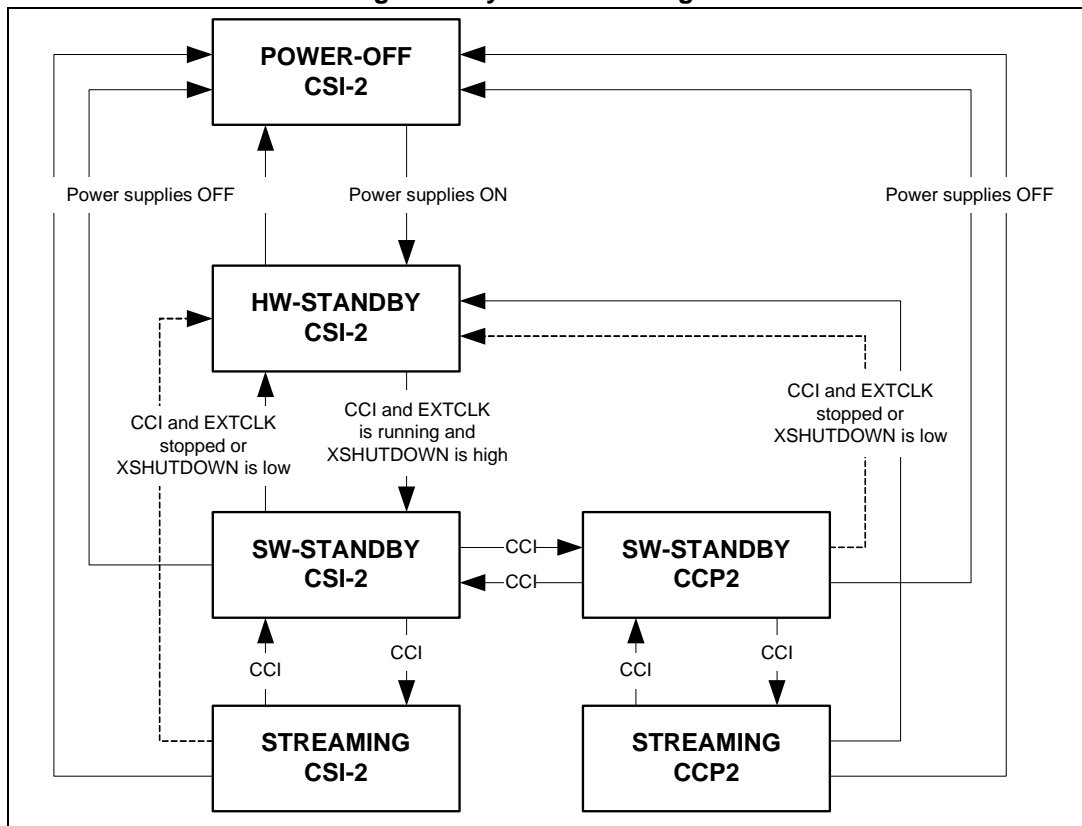 POWER-OFF
CSI-2
Power supplies OFF
Power supplies ON
Power supplies OFF
HW-STANDBY
CSI-2
CCI and EXTCLK
stopped or
XSHUTDOWN is low
CCI and EXTCLK
is running and
XSHUTDOWN is high
CCI and EXTCLK
stopped or
XSHUTDOWN is low
SW-STANDBY
CSI-2
CCI
CCI
SW-STANDBY
CCP2
CCI
CCI
CCI
CCI
STREAMING
CSI-2
STREAMING
CCP2